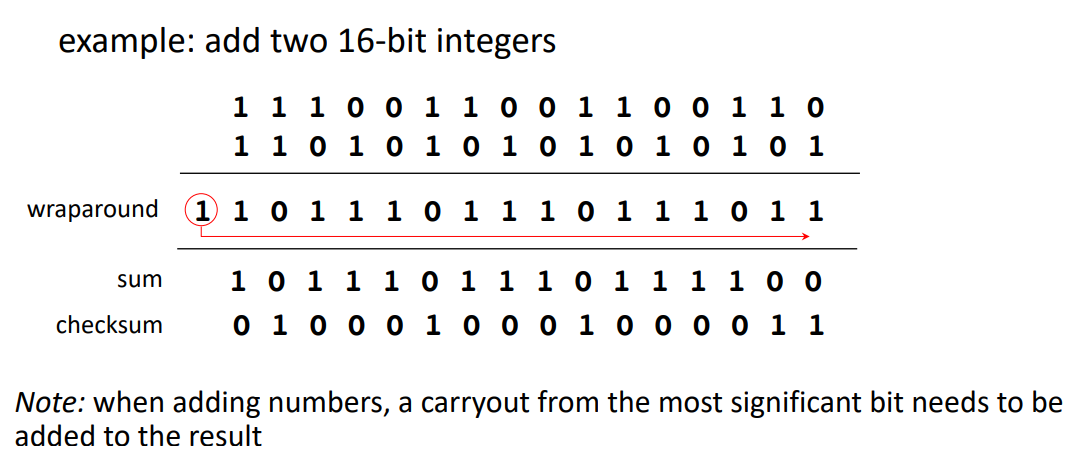 example: add two 16-bit integers
1 1 1 0 0 1 1 0 0 1 1 0 0 1 1 0
1 1 0 1 0 1 0 1 0 1 0 1 0 1 0 1
wraparound 1 1 0 1 1 1 0 1 1 1 0 1 1 1 0 1 1
sum 1 0 1 1 1 0 1 1 1 0 1 1 1 1 0 0
checksum 0 1 0 0 0 1 0 0 0 1 0 0 0 0 1 1
Note: when adding numbers, a carryout from the most significant bit needs to be
added to the result